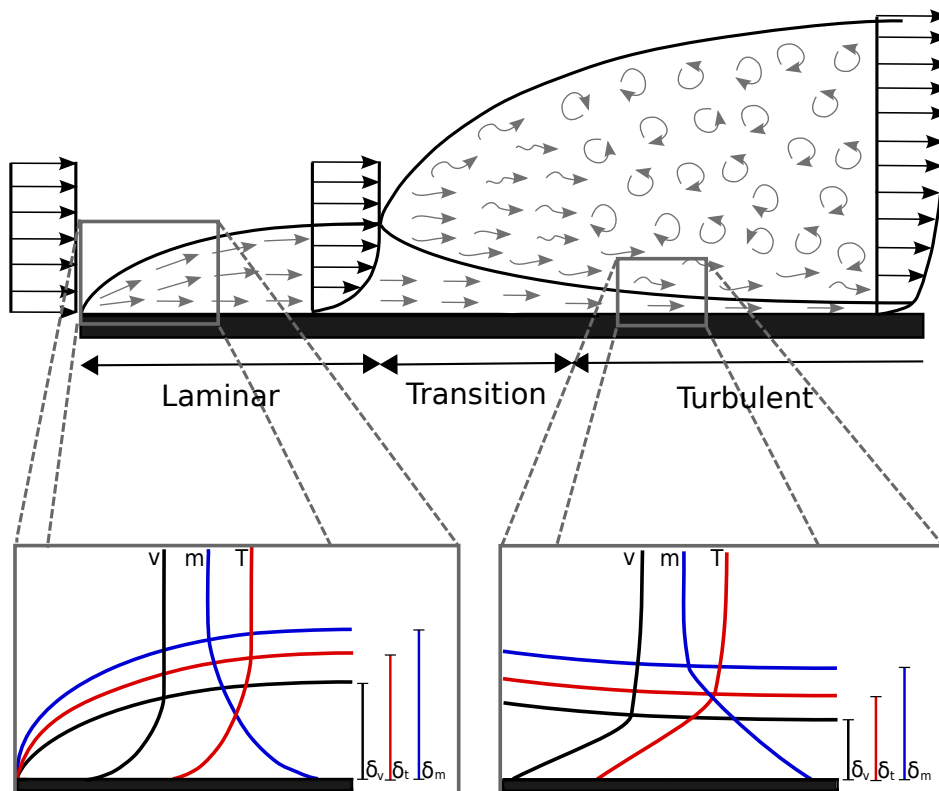 Laminar
Transition
Turbulent
v m T
δv δt δm
v m T
δv δt δm